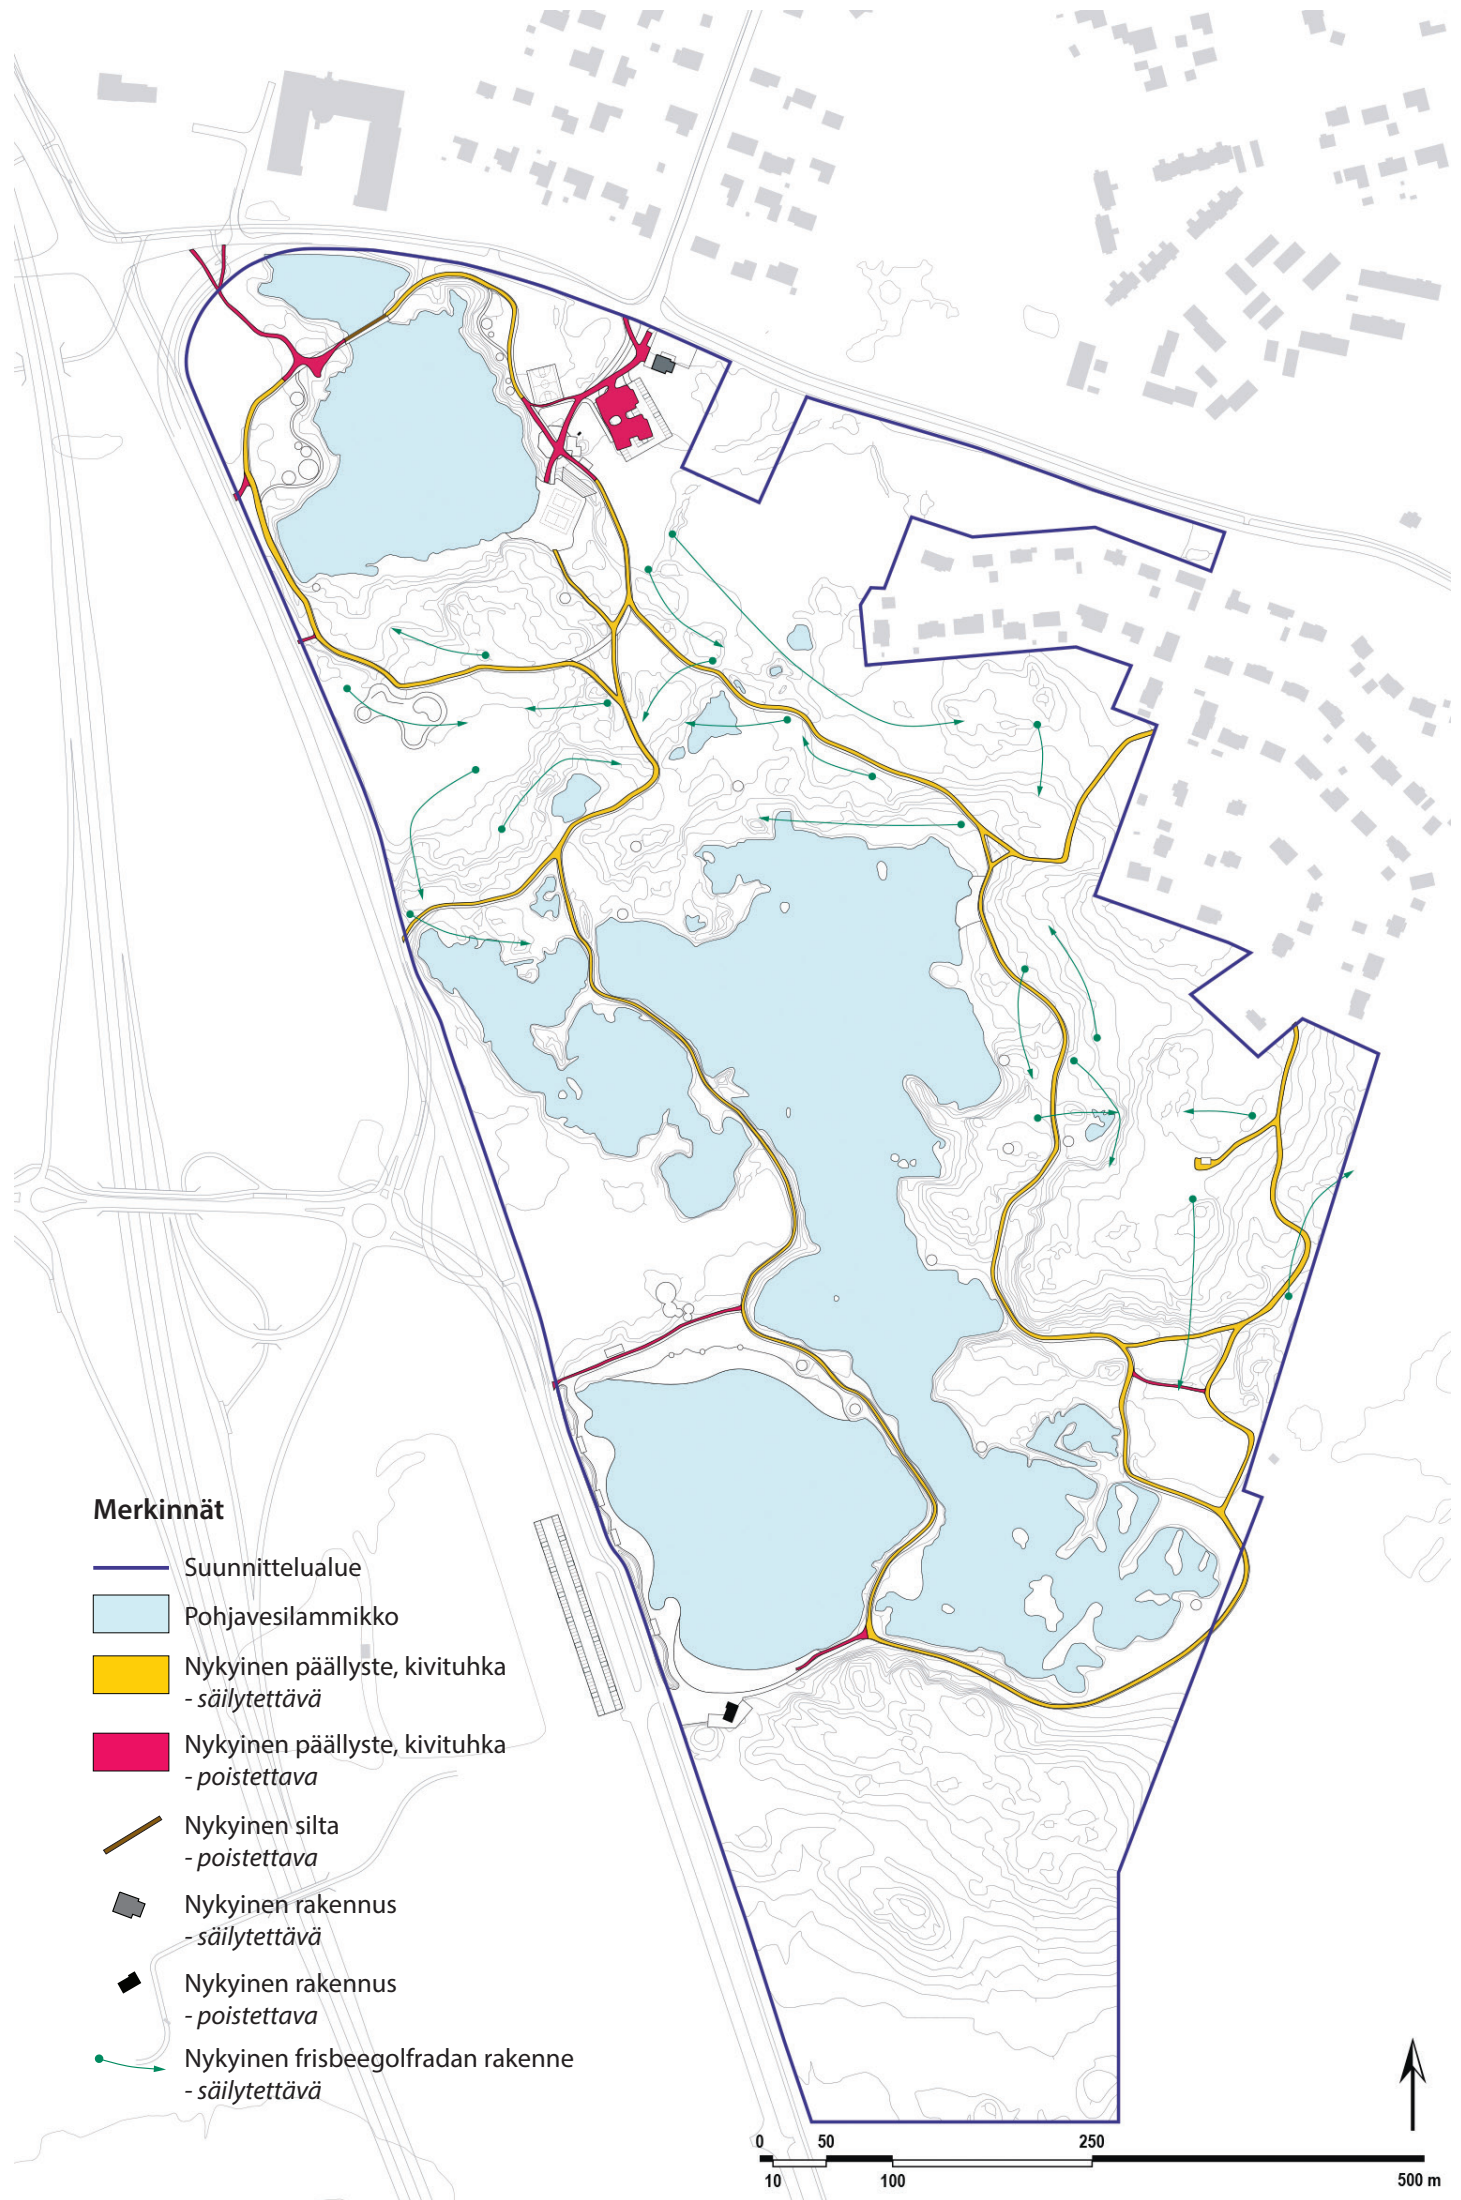 Merkinnät
Suunnittelualue
Pohjavesilammikko
Nykyinen päällyste, kivituhka
- säilytettävä
Nykyinen päällyste, kivituhka
- poistettava
Nykyinen silta
- poistettava
Nykyinen rakennus
- säilytettävä
Nykyinen rakennus
- poistettava
Nykyinen frisbeegolfradan rakenne
- säilytettävä
0 50 250
10 100 500 m